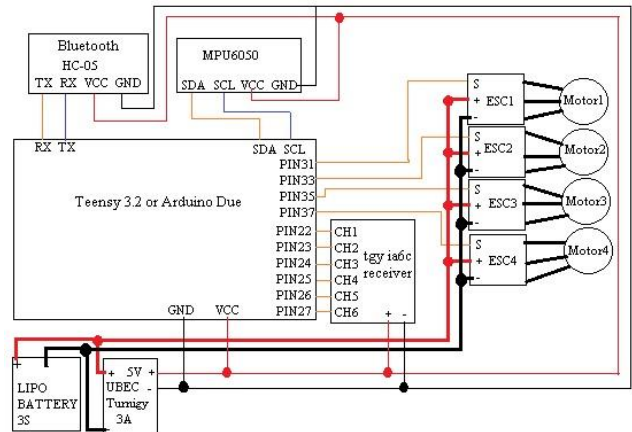 Bluetooth
HC-05
TX RX VCC GND
MPU6050
SDA SCL VCC GND
RX TX
SDA SCL
Teensy 3.2 or Arduino Due
PIN31
PIN33
PIN35
PIN37
PIN22
PIN23
PIN24
PIN25
PIN26
PIN27
GND VCC
CH1
CH2
CH3
CH4
CH5
CH6
tgy ia6c
receiver
+ -
S
+
-
ESC1
Motor1
S
+
-
ESC2
Motor2
S
+
-
ESC3
Motor3
S
+
-
ESC4
Motor4
+ -
LIPO
BATTERY
3S
+ 5V +
UBEC -
Turnigy
3A
-